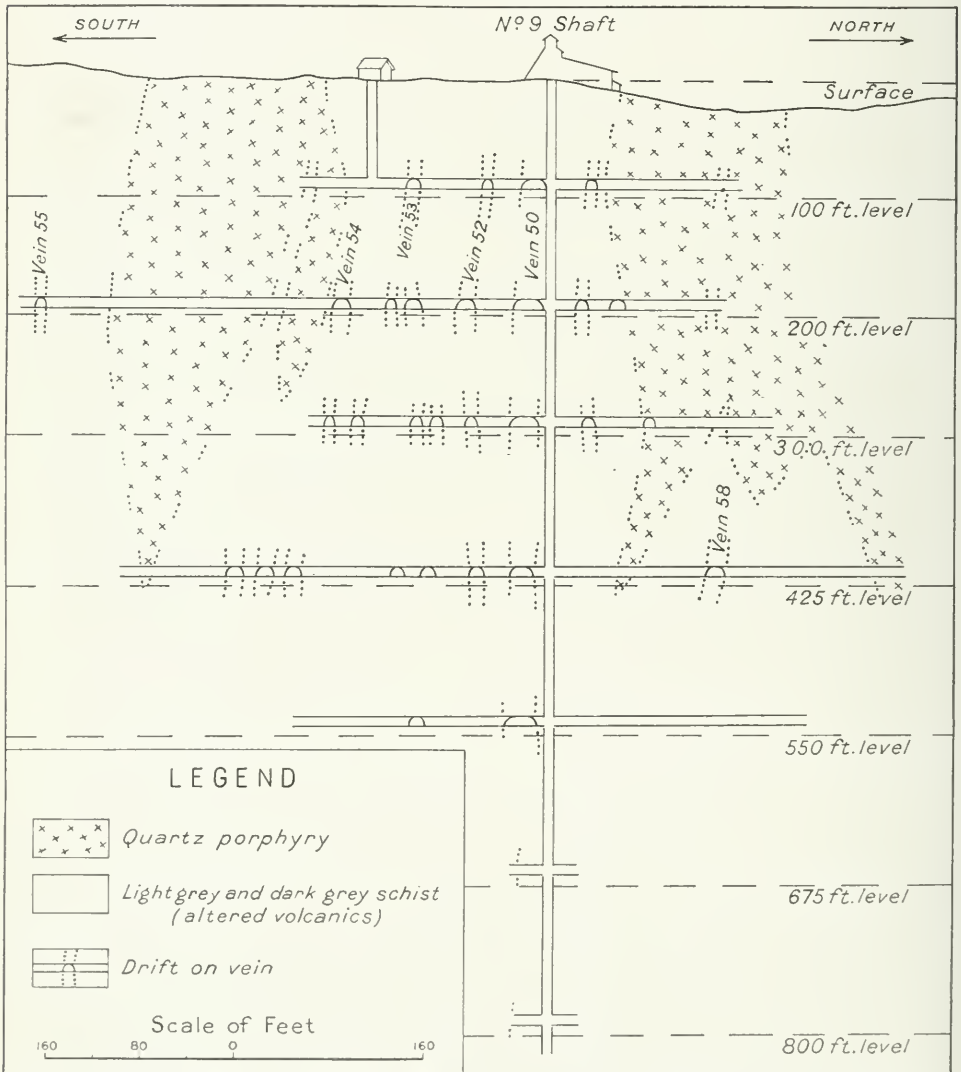 SOUTH
Nº 9 Shaft
NORTH
Surface
100 ft. level
Vein 55
Vein 54
Vein 53
Vein 52
Vein 50
200 ft. level
300 ft. level
Vein 58
425 ft. level
550 ft. level
LEGEND
Quartz porphyry
Light grey and dark grey schist
(altered volcanics)
Drift on vein
Scale of Feet
160 80 0 160
675 ft. level
800 ft. level